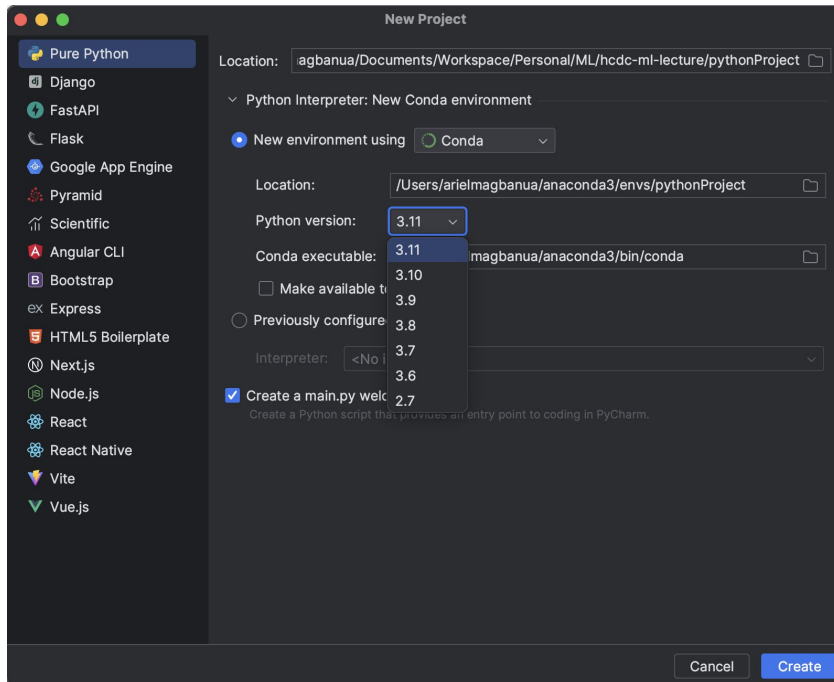 New Project
Pure Python
Django
FastAPI
Flask
Google App Engine
Pyramid
Scientific
Angular CLI
Bootstrap
Express
HTML5 Boilerplate
Next.js
Node.js
React
React Native
Vite
Vue.js
Location: agbanua/Documents/Workspace/Personal/ML/hcdc-ml-lecture/pythonProject
Python Interpreter: New Conda environment
New environment using Conda
Location: /Users/arielmagbanua/anaconda3/envs/pythonProject
Python version: 3.11
3.11
3.10
3.9
3.8
3.7
3.6
2.7
Conda executable: lmagbanua/anaconda3/bin/conda
Make available t
Previously configure
Interpreter: <No i
Create a main.py welc
Create a Python script that provides an entry point to coding in PyCharm.
Cancel Create